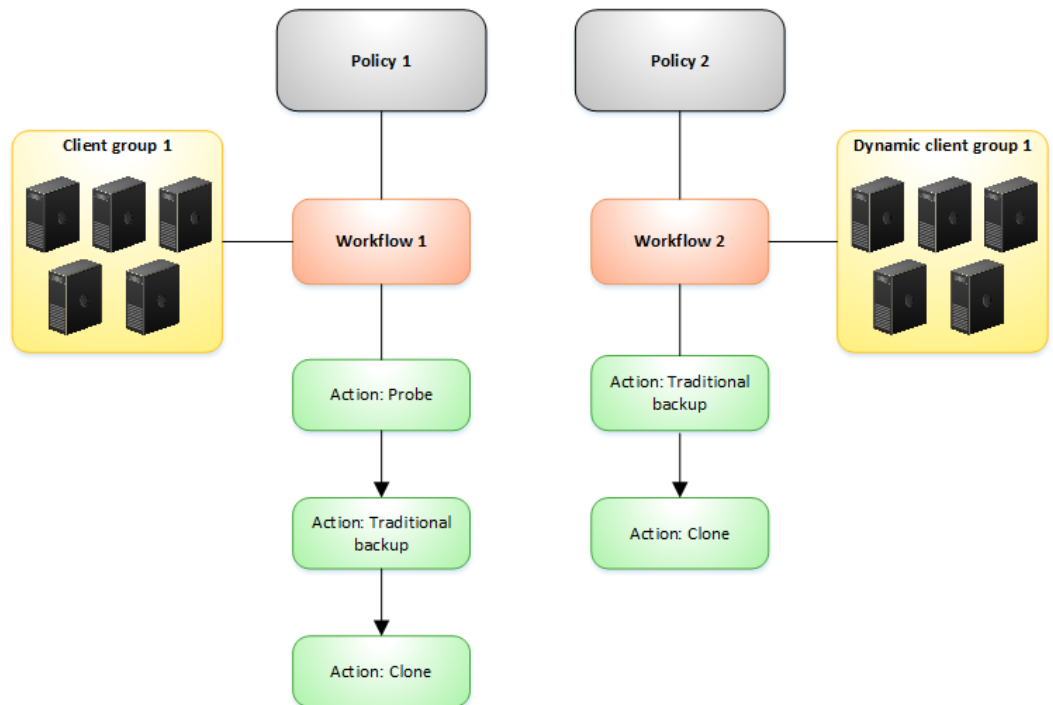 Policy 1
Policy 2
Client group 1
Dynamic client group 1
Workflow 1
Workflow 2
Action: Probe
Action: Traditional
backup
Action: Traditional
backup
Action: Clone
Action: Clone